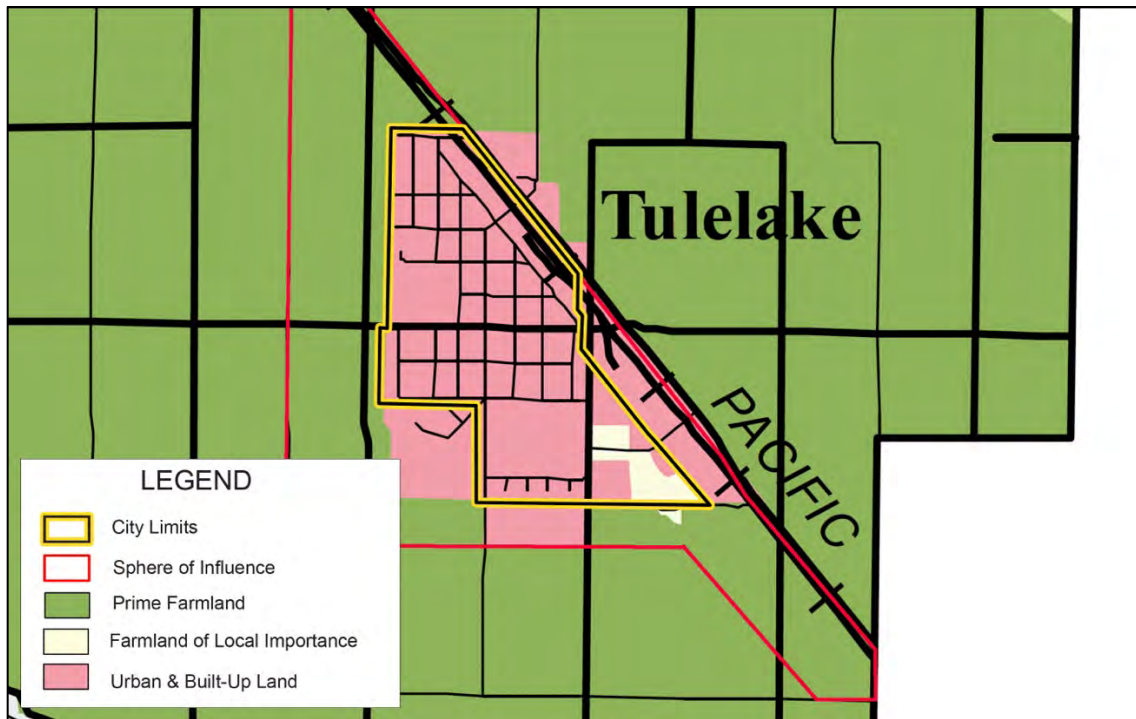 Tulelake
PACIFIC
LEGEND
City Limits
Sphere of Influence
Prime Farmland
Farmland of Local Importance
Urban & Built-Up Land